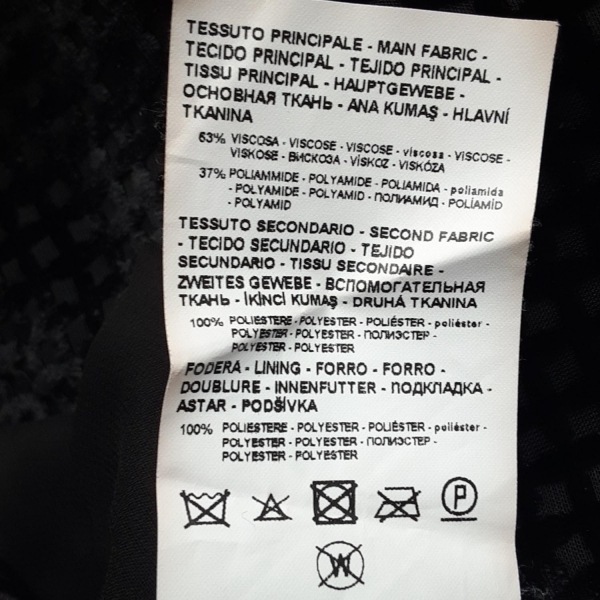 TESSUTO PRINCIPALE - MAIN FABRIC -
TECIDO PRINCIPAL - TEJIDO PRINCIPAL -
TISSU PRINCIPAL - HAUPTGEWEBE -
ОСНОВНАЯ ТКАНЬ - ANA KUMAŞ - HLAVNÍ
TKANINA
63% VISCOSA - VISCOSE - VISCOSE - viscosa - VISCOSE -
VISKOSE - ВИСКОЗА - VİSKOZ - VISKÓZA
37% POLIAMMIDE - POLYAMIDE - POLIAMIDA - poliamida
- POLYAMIDE - POLYAMID - ПОЛИАМИД - POLİAMİD
- POLYAMID
TESSUTO SECONDARIO - SECOND FABRIC
- TECIDO SECUNDARIO - TEJIDO
SECUNDARIO - TISSU SECONDAIRE -
ZWEITES GEWEBE - ВСПОМОГАТЕЛЬНАЯ
ТКАНЬ - İKİNCİ KUMAŞ - DRUHÁ TKANINA
100% POLIESTERE - POLYESTER - POLIÉSTER - poliéster -
POLYESTER - POLYESTER - ПОЛИЭСТЕР -
POLYESTER - POLYESTER
FODERA - LINING - FORRO - FORRO -
DOUBLURE - INNENFUTTER - ПОДКЛАДКА -
ASTAR - PODŠÍVKA
100% POLIESTERE - POLYESTER - POLIÉSTER - poliéster -
POLYESTER - POLYESTER - ПОЛИЭСТЕР -
POLYESTER - POLYESTER
P
W